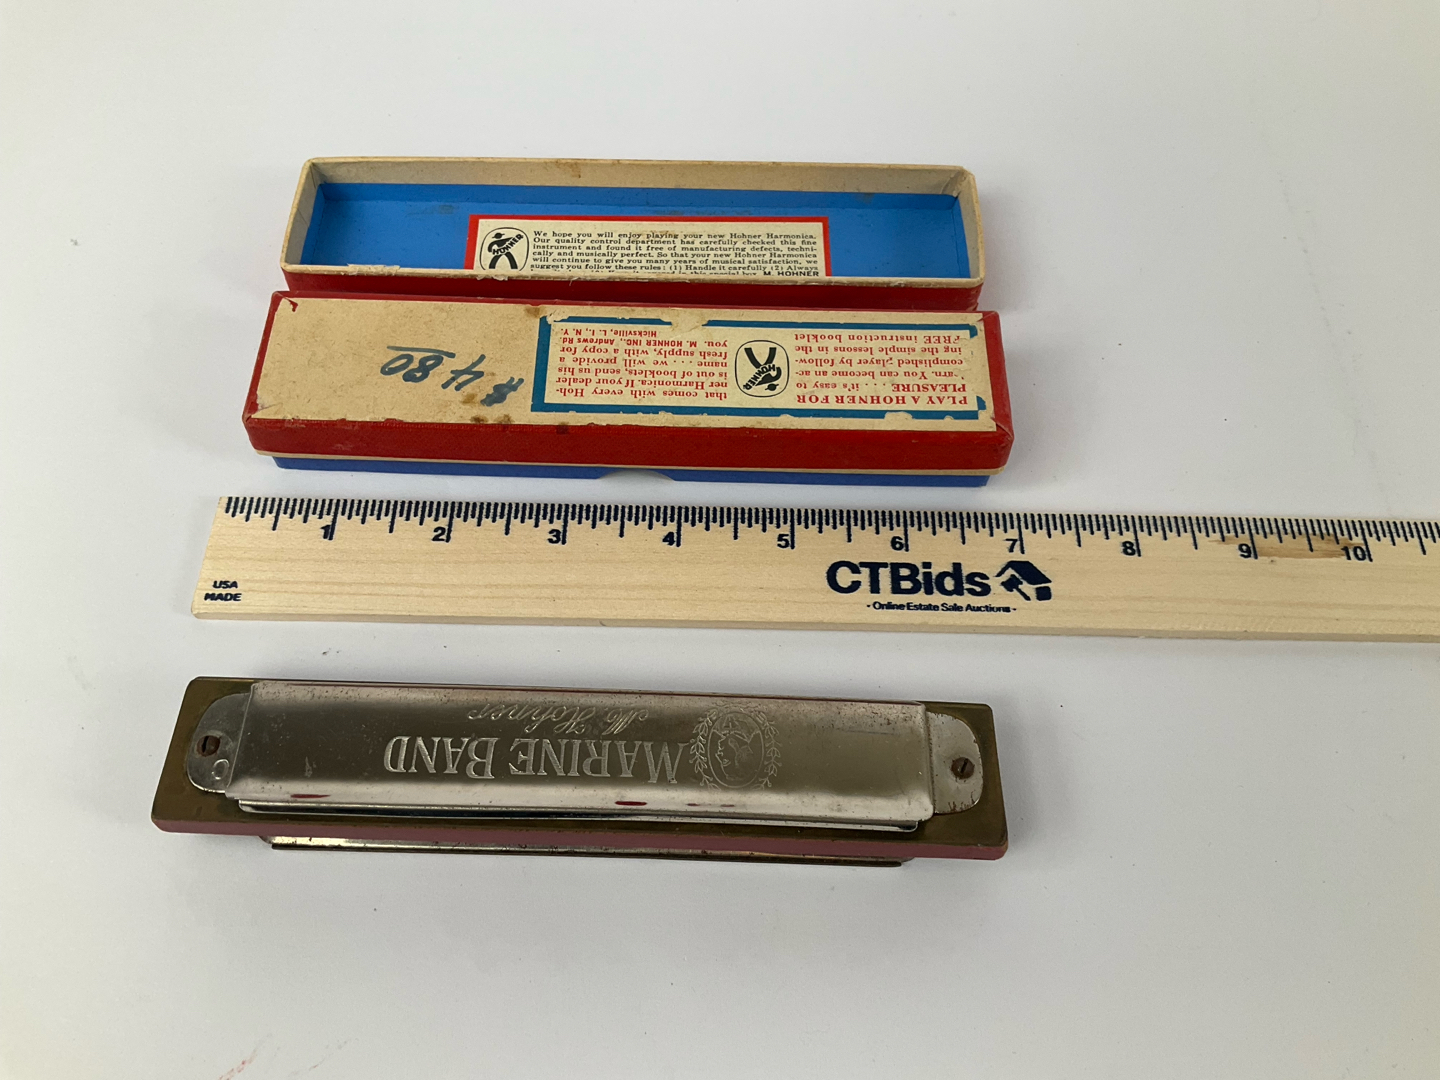 HOHNER
We hope you will enjoy playing your new Hohner Harmonica.
Our quality control department has carefully checked this fine
instrument and found it free of manufacturing defects, techni-
cally and musically perfect. So that your new Hohner Harmonica
will continue to give you many years of musical satisfaction, we
suggest you follow these rules: (1) Handle it carefully (2) Always
M. HOHNER
PLAY A HOHNER FOR
PLEASURE .... it's easy to
arn. You can become an ac-
complished player by follow-
ing the simple lessons in the
FREE instruction booklet
HOHNER
that comes with every Hoh-
ner Harmonica. If your dealer
is out of booklets, send us his
name .... we will provide a
fresh supply, with a copy for
you. M. HOHNER INC., Andrews Rd.
Hicksville, L. I., N. Y.
$ 4 80
1 2 3 4 5 6 7 8 9 10
USA
MADE
CTBids
- Online Estate Sale Auctions -
MARINE BAND
M. Hohner
C